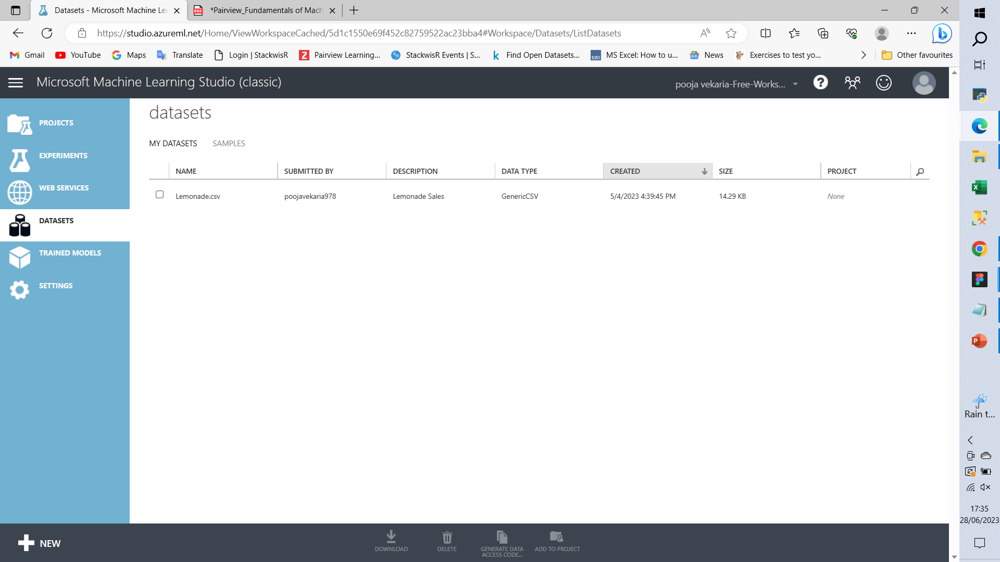 Datasets - Microsoft Machine Lea
*Pairview_Fundamentals of Mach
https://studio.azureml.net/Home/ViewWorkspaceCached/5d1c1550e69f452c82759522ac23bba4#Workspace/Datasets/ListDatasets
Gmail YouTube Maps Translate Login | StackwisR Pairview Learning... StackwisR Events | S... Find Open Datasets... MS Excel: How to u... News Exercises to test yo... Other favourites
Microsoft Machine Learning Studio (classic)
pooja vekaria-Free-Works...
PROJECTS
EXPERIMENTS
WEB SERVICES
DATASETS
TRAINED MODELS
SETTINGS
datasets
MY DATASETS SAMPLES
NAME SUBMITTED BY DESCRIPTION DATA TYPE CREATED SIZE PROJECT
Lemonade.csv poojavekaria978 Lemonade Sales GenericCSV 5/4/2023 4:39:45 PM 14.29 KB None
NEW
DOWNLOAD
DELETE
GENERATE DATA
ACCESS CODE...
ADD TO PROJECT
Rain t...
17:35
28/06/2023